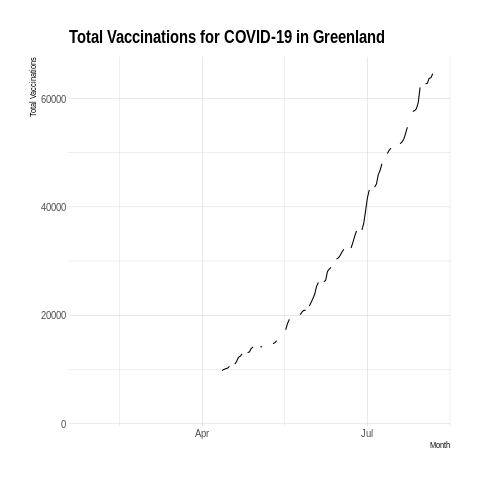 Total Vaccinations for COVID-19 in Greenland
Total Vaccinations
60000
40000
20000
0
Apr
Jul
Month